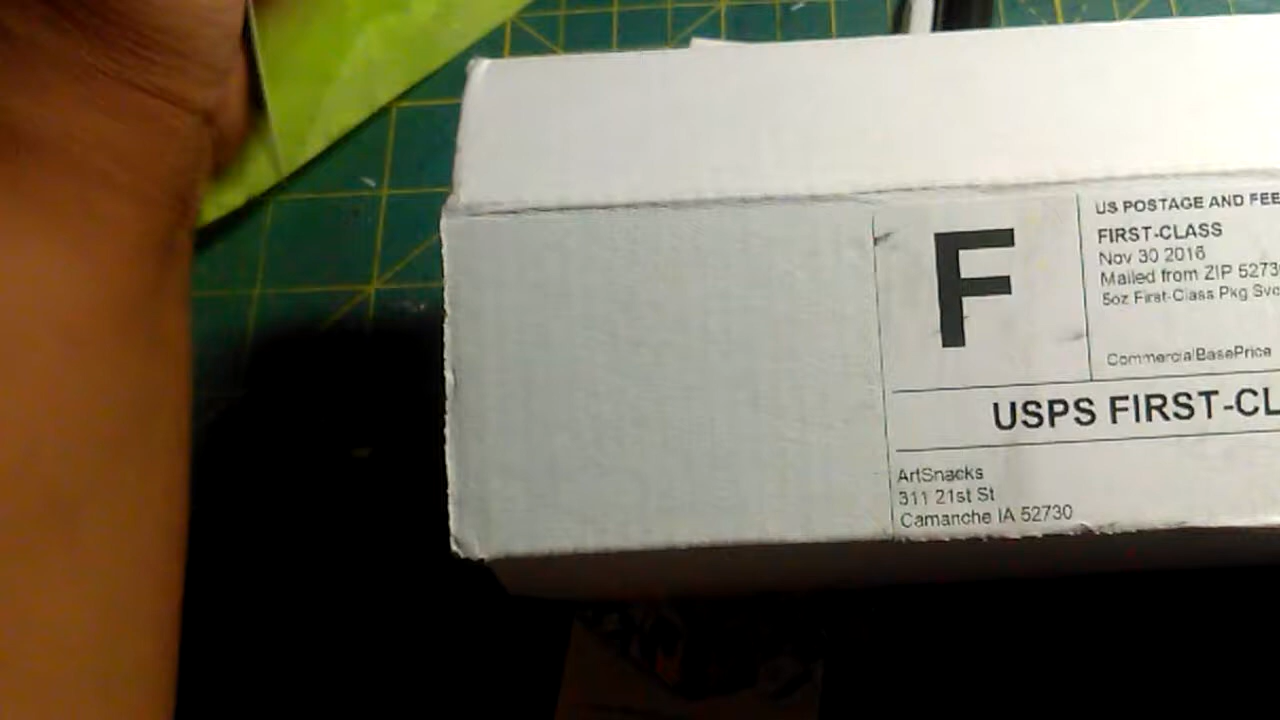 F
US POSTAGE AND FEE
FIRST-CLASS
Nov 30 2016
Mailed from ZIP 5273
5oz First-Class Pkg Svc
CommercialBasePrice
USPS FIRST-CL
ArtSnacks
311 21st St
Camanche IA 52730